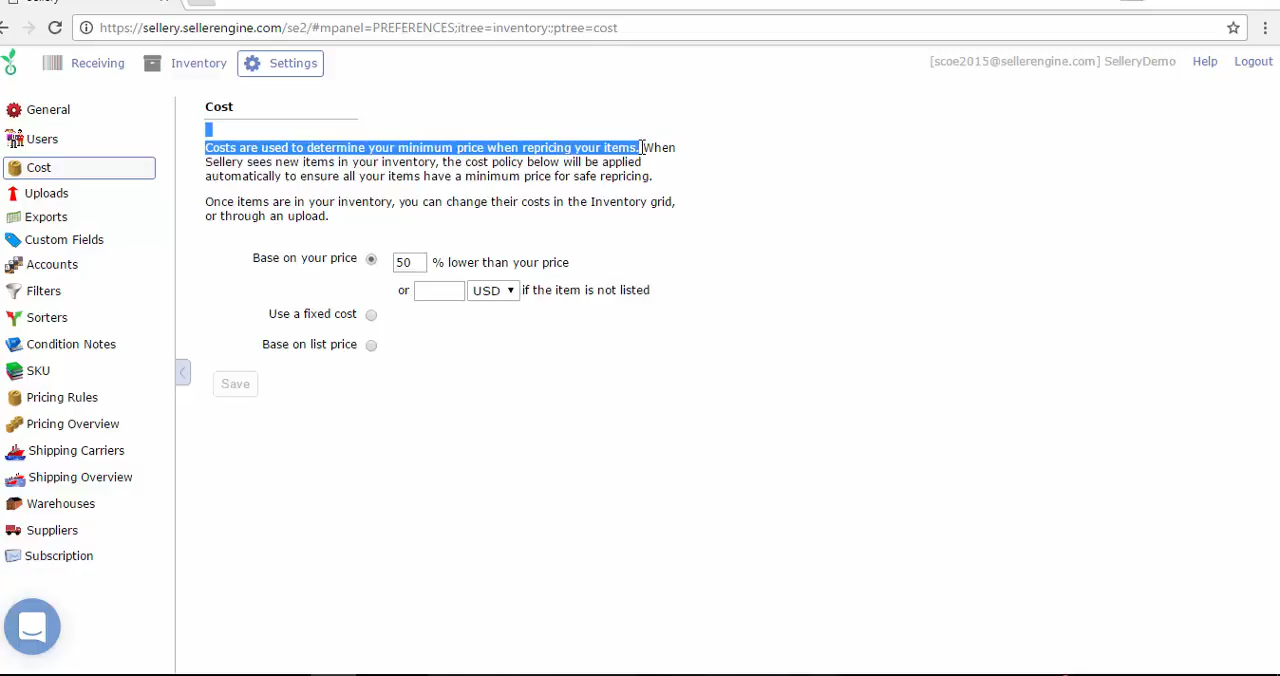 https://sellery.sellerengine.com/se2/#mpanel=PREFERENCES;itree=inventory;:ptree=cost
Receiving Inventory Settings [scoe2015@sellerengine.com] SelleryDemo Help Logout
General
Users
Cost
Uploads
Exports
Custom Fields
Accounts
Filters
Sorters
Condition Notes
SKU
Pricing Rules
Pricing Overview
Shipping Carriers
Shipping Overview
Warehouses
Suppliers
Subscription
Cost
Costs are used to determine your minimum price when repricing your items. When
Sellery sees new items in your inventory, the cost policy below will be applied
automatically to ensure all your items have a minimum price for safe repricing.
Once items are in your inventory, you can change their costs in the Inventory grid,
or through an upload.
Base on your price 50 % lower than your price
or USD if the item is not listed
Use a fixed cost
Base on list price
Save